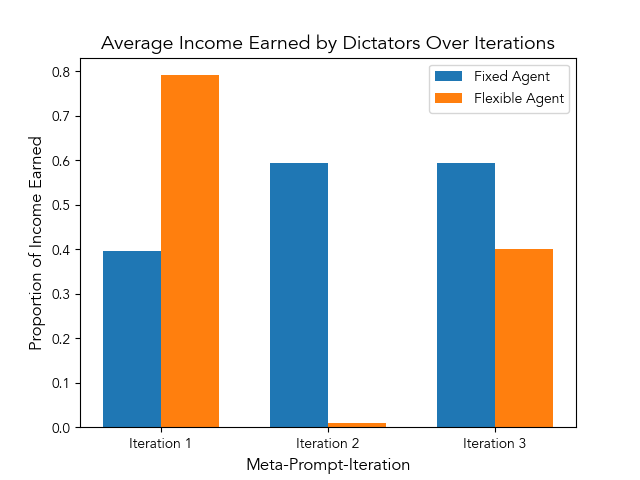 Average Income Earned by Dictators Over Iterations
Fixed Agent
Flexible Agent
Proportion of Income Earned
0.8
0.7
0.6
0.5
0.4
0.3
0.2
0.1
0.0
Iteration 1 Iteration 2 Iteration 3
Meta-Prompt-Iteration